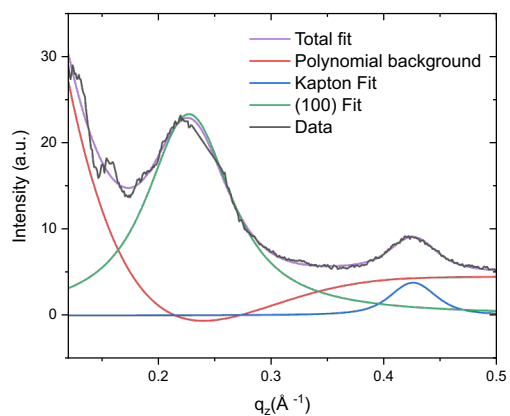 30
20
10
0
0.2
0.3
0.4
0.5
Intensity (a.u.)
q_z(Å ⁻¹)
Total fit
Polynomial background
Kapton Fit
(100) Fit
Data